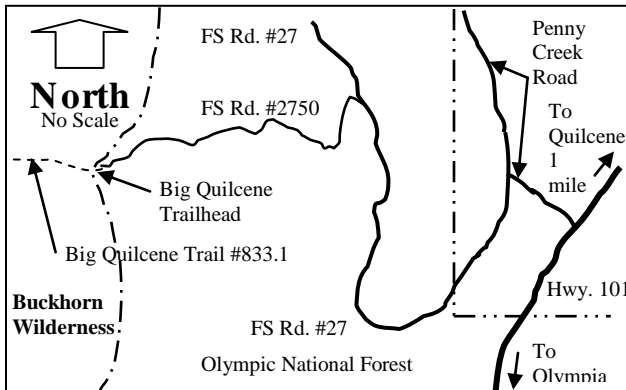 FS Rd. #27
Penny
Creek
Road
North
No Scale
FS Rd. #2750
To
Quilcene
1
mile
Big Quilcene
Trailhead
Big Quilcene Trail #833.1
Buckhorn
Wilderness
Hwy. 101
FS Rd. #27
Olympic National Forest
To
Olympia